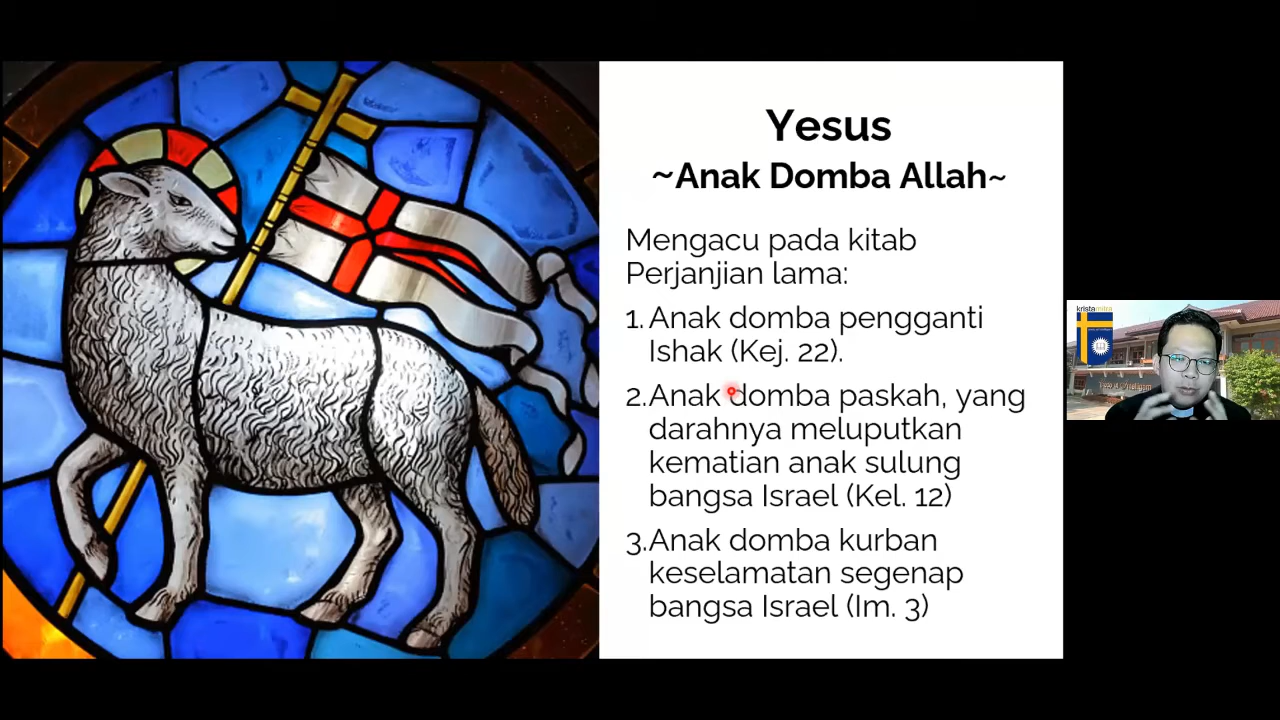 Yesus
~Anak Domba Allah~
Mengacu pada kitab
Perjanjian lama:
1. Anak domba pengganti
Ishak (Kej. 22).
2. Anak domba paskah, yang
darahnya meluputkan
kematian anak sulung
bangsa Israel (Kel. 12)
3. Anak domba kurban
keselamatan segenap
bangsa Israel (Im. 3)
kristamitra